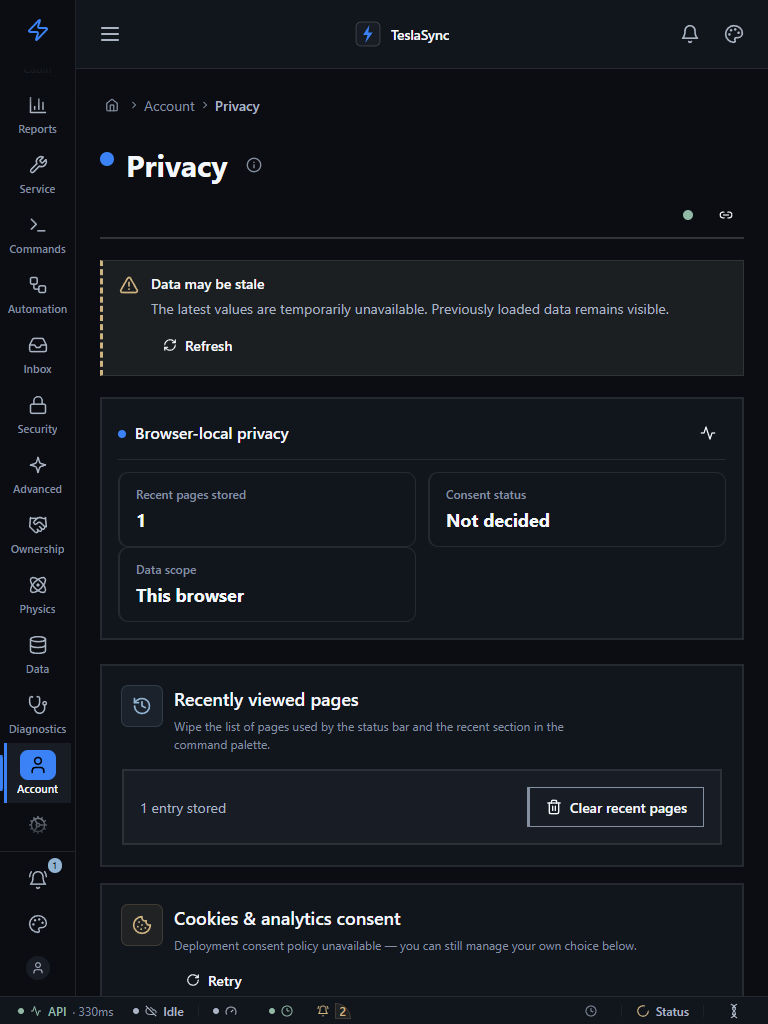 TeslaSync
Reports
Service
Commands
Automation
Inbox
Security
Advanced
Ownership
Physics
Data
Diagnostics
Account
1
Account > Privacy
Privacy
Data may be stale
The latest values are temporarily unavailable. Previously loaded data remains visible.
Refresh
Browser-local privacy
Recent pages stored
1
Consent status
Not decided
Data scope
This browser
Recently viewed pages
Wipe the list of pages used by the status bar and the recent section in the
command palette.
1 entry stored
Clear recent pages
Cookies & analytics consent
Deployment consent policy unavailable — you can still manage your own choice below.
Retry
API · 330ms
Idle
2
Status